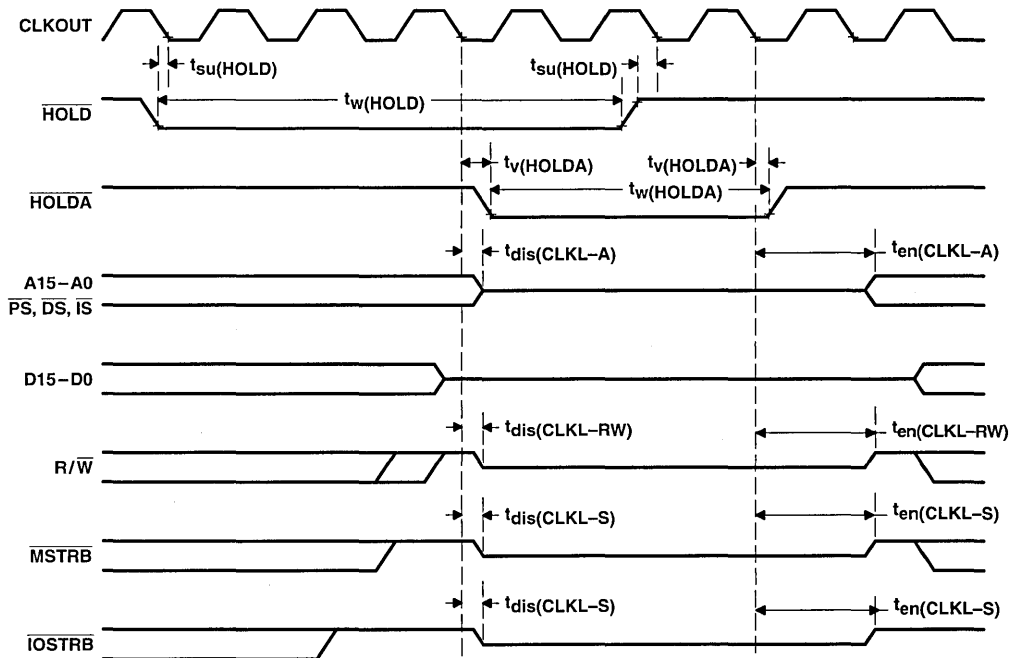 CLKOUT
tsu(HOLD)
tsu(HOLD)
HOLD
tw(HOLD)
tv(HOLDA)
tv(HOLDA)
HOLDA
tw(HOLDA)
tdis(CLKL–A)
ten(CLKL–A)
A15–A0
PS, DS, IS
D15–D0
tdis(CLKL–RW)
ten(CLKL–RW)
R/W
tdis(CLKL–S)
ten(CLKL–S)
MSTRB
tdis(CLKL–S)
ten(CLKL–S)
IOSTRB